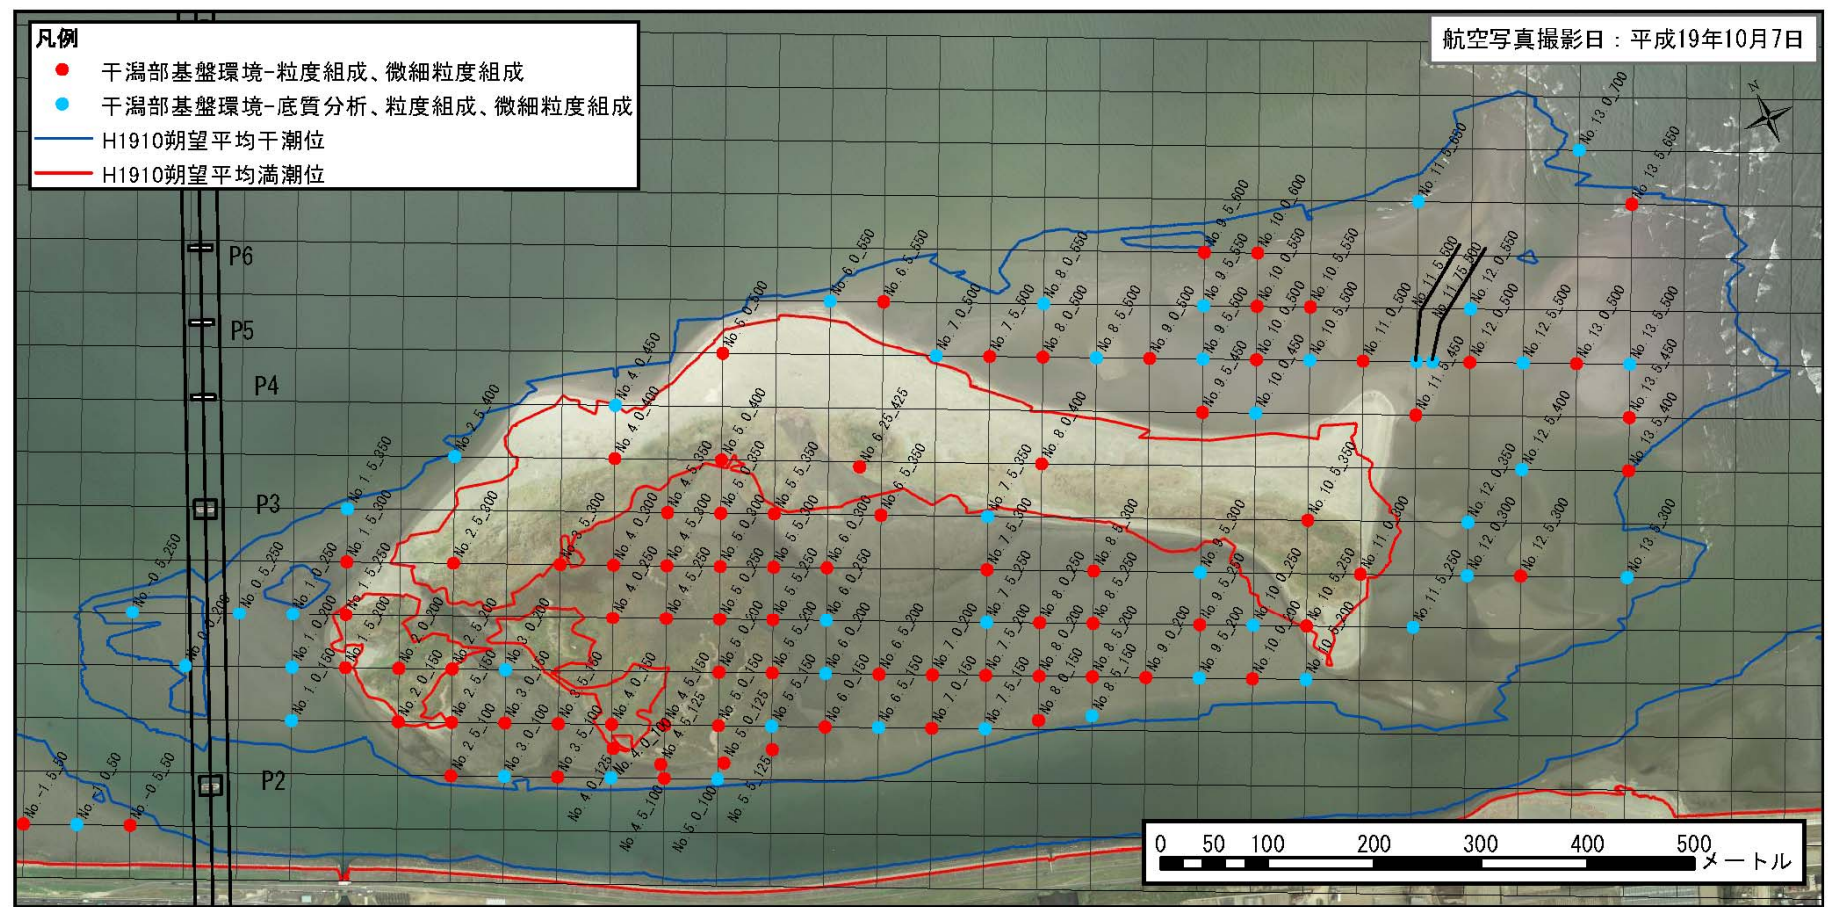 凡例
干潟部基盤環境-粒度組成、微細粒度組成
干潟部基盤環境-底質分析、粒度組成、微細粒度組成
H1910朔望平均干潮位
H1910朔望平均満潮位
航空写真撮影日：平成19年10月7日
N
No. 13. 0_700
No. 11. 5_650
No. 13. 5_650
No. 9. 5_600
No. 10. 0_600
P6
No. 6. 0_550
No. 6. 5_550
No. 8. 0_550
No. 9. 5_550
No. 10. 0_550
No. 10. 5_550
No. 11. 5_500
No. 11. 75_500
No. 12. 0_550
P5
No. 5. 0_500
No. 7. 0_500
No. 7. 5_500
No. 8. 0_500
No. 8. 5_500
No. 9. 0_500
No. 9. 5_500
No. 10. 0_500
No. 10. 5_500
No. 11. 0_500
No. 12. 0_500
No. 12. 5_500
No. 13. 0_500
No. 13. 5_500
P4
No. 4. 0_450
No. 9. 5_450
No. 10. 0_450
No. 11. 5_450
No. 13. 5_450
No. 2. 5_400
No. 4. 0_400
No. 5. 0_400
No. 6. 25_425
No. 8. 0_400
No. 12. 5_400
No. 13. 5_400
P3
No. 1. 5_350
No. 4. 5_350
No. 5. 0_350
No. 5. 5_350
No. 6. 5_350
No. 7. 5_350
No. 10. 5_350
No. 12. 0_350
No. 1. 5_300
No. 2. 5_300
No. 3. 5_300
No. 4. 0_300
No. 4. 5_300
No. 5. 0_300
No. 5. 5_300
No. 6. 0_300
No. 7. 5_300
No. 8. 5_300
No. 9. 5_300
No. 11. 0_300
No. 12. 0_300
No. 12. 5_300
No. 13. 5_300
No. -0. 5_250
No. 0. 5_250
No. 1. 0_250
No. 1. 5_250
No. 4. 0_250
No. 4. 5_250
No. 5. 0_250
No. 5. 5_250
No. 6. 0_250
No. 7. 5_250
No. 8. 0_250
No. 8. 5_250
No. 9. 5_250
No. 10. 0_250
No. 10. 5_250
No. 11. 5_250
No. 0. 0_200
No. 1. 0_200
No. 1. 5_200
No. 2. 0_200
No. 2. 5_200
No. 3. 0_200
No. 5. 0_200
No. 5. 5_200
No. 6. 0_200
No. 6. 5_200
No. 7. 0_200
No. 7. 5_200
No. 8. 0_200
No. 8. 5_200
No. 9. 0_200
No. 9. 5_200
No. 10. 0_200
No. 10. 5_200
No. 1. 0_150
No. 2. 0_150
No. 2. 5_150
No. 3. 0_150
No. 3. 5_150
No. 4. 0_150
No. 4. 5_150
No. 5. 0_150
No. 5. 5_150
No. 6. 0_150
No. 6. 5_150
No. 7. 0_150
No. 7. 5_150
No. 8. 0_150
No. 8. 5_150
No. 4. 5_125
No. 5. 0_125
No. 2. 5_100
No. 3. 0_100
No. 3. 5_100
No. 4. 0_100
No. 4. 0_125
No. 4. 5_100
No. 5. 0_100
No. 5. 5_125
P2
No. -1. 5_50
No. -1. 0_50
No. -0. 5_50
0 50 100 200 300 400 500
メートル